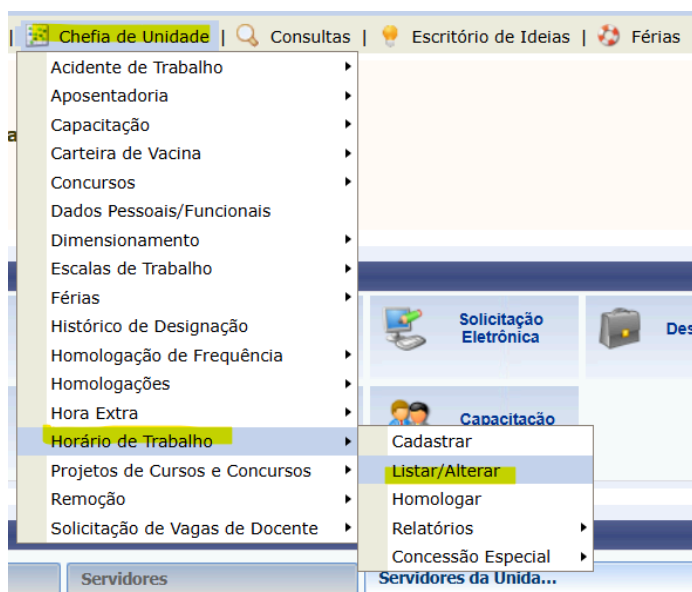 | Chefia de Unidade | Consultas | Escritório de Ideias | Férias
Acidente de Trabalho
Aposentadoria
a
Capacitação
Carteira de Vacina
Concursos
Dados Pessoais/Funcionais
Dimensionamento
Escalas de Trabalho
Férias
Histórico de Designação
Homologação de Frequência
Homologações
Hora Extra
Horário de Trabalho
Projetos de Cursos e Concursos
Remoção
Solicitação de Vagas de Docente
Solicitação
Eletrônica
Des
Capacitação
Cadastrar
Listar/Alterar
Homologar
Relatórios
Concessão Especial
Servidores
Servidores da Unida...